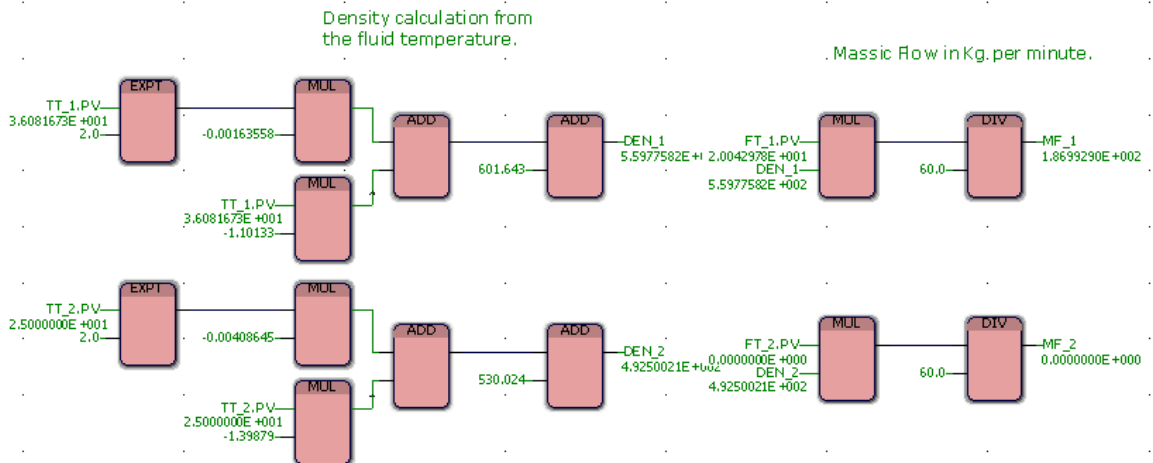 Density calculation from
the fluid temperature.
Massic Flow in Kg. per minute.
EXPT
TT_1.PV
3.6081673E +001
2.0
MUL
-0.00163558
MUL
TT_1.PV
3.6081673E +001
-1.10133
ADD
ADD
601.643
DEN_1
5.5977582E+(
MUL
FT_1.PV
2.0042978E +001
DEN_1
5.5977582E +002
DIV
60.0
MF_1
1.8699290E +002
EXPT
TT_2.PV
2.5000000E +001
2.0
MUL
-0.00408645
MUL
TT_2.PV
2.5000000E +001
-1.39879
ADD
ADD
530.024
DEN_2
4.9250021E +002
MUL
FT_2.PV
0.0000000E +000
DEN_2
4.9250021E +002
DIV
60.0
MF_2
0.0000000E +000